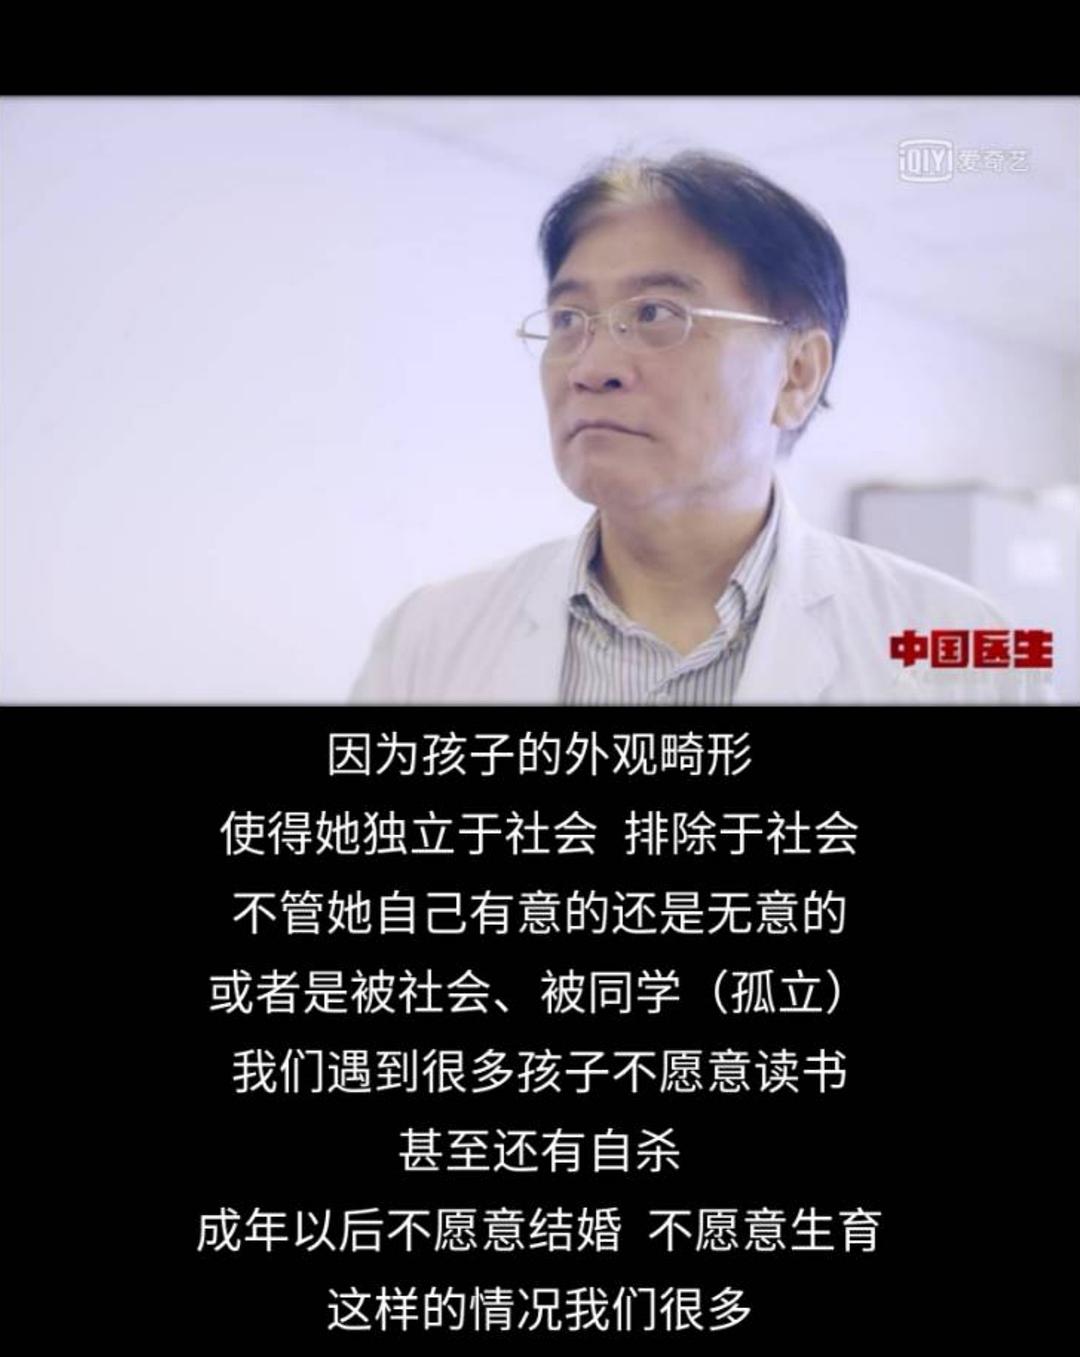 iQIYI 爱奇艺
中国医生
因为孩子的外观畸形
使得她独立于社会 排除于社会
不管她自己有意的还是无意的
或者是被社会、被同学（孤立）
我们遇到很多孩子不愿意读书
甚至还有自杀
成年以后不愿意结婚 不愿意生育
这样的情况我们很多